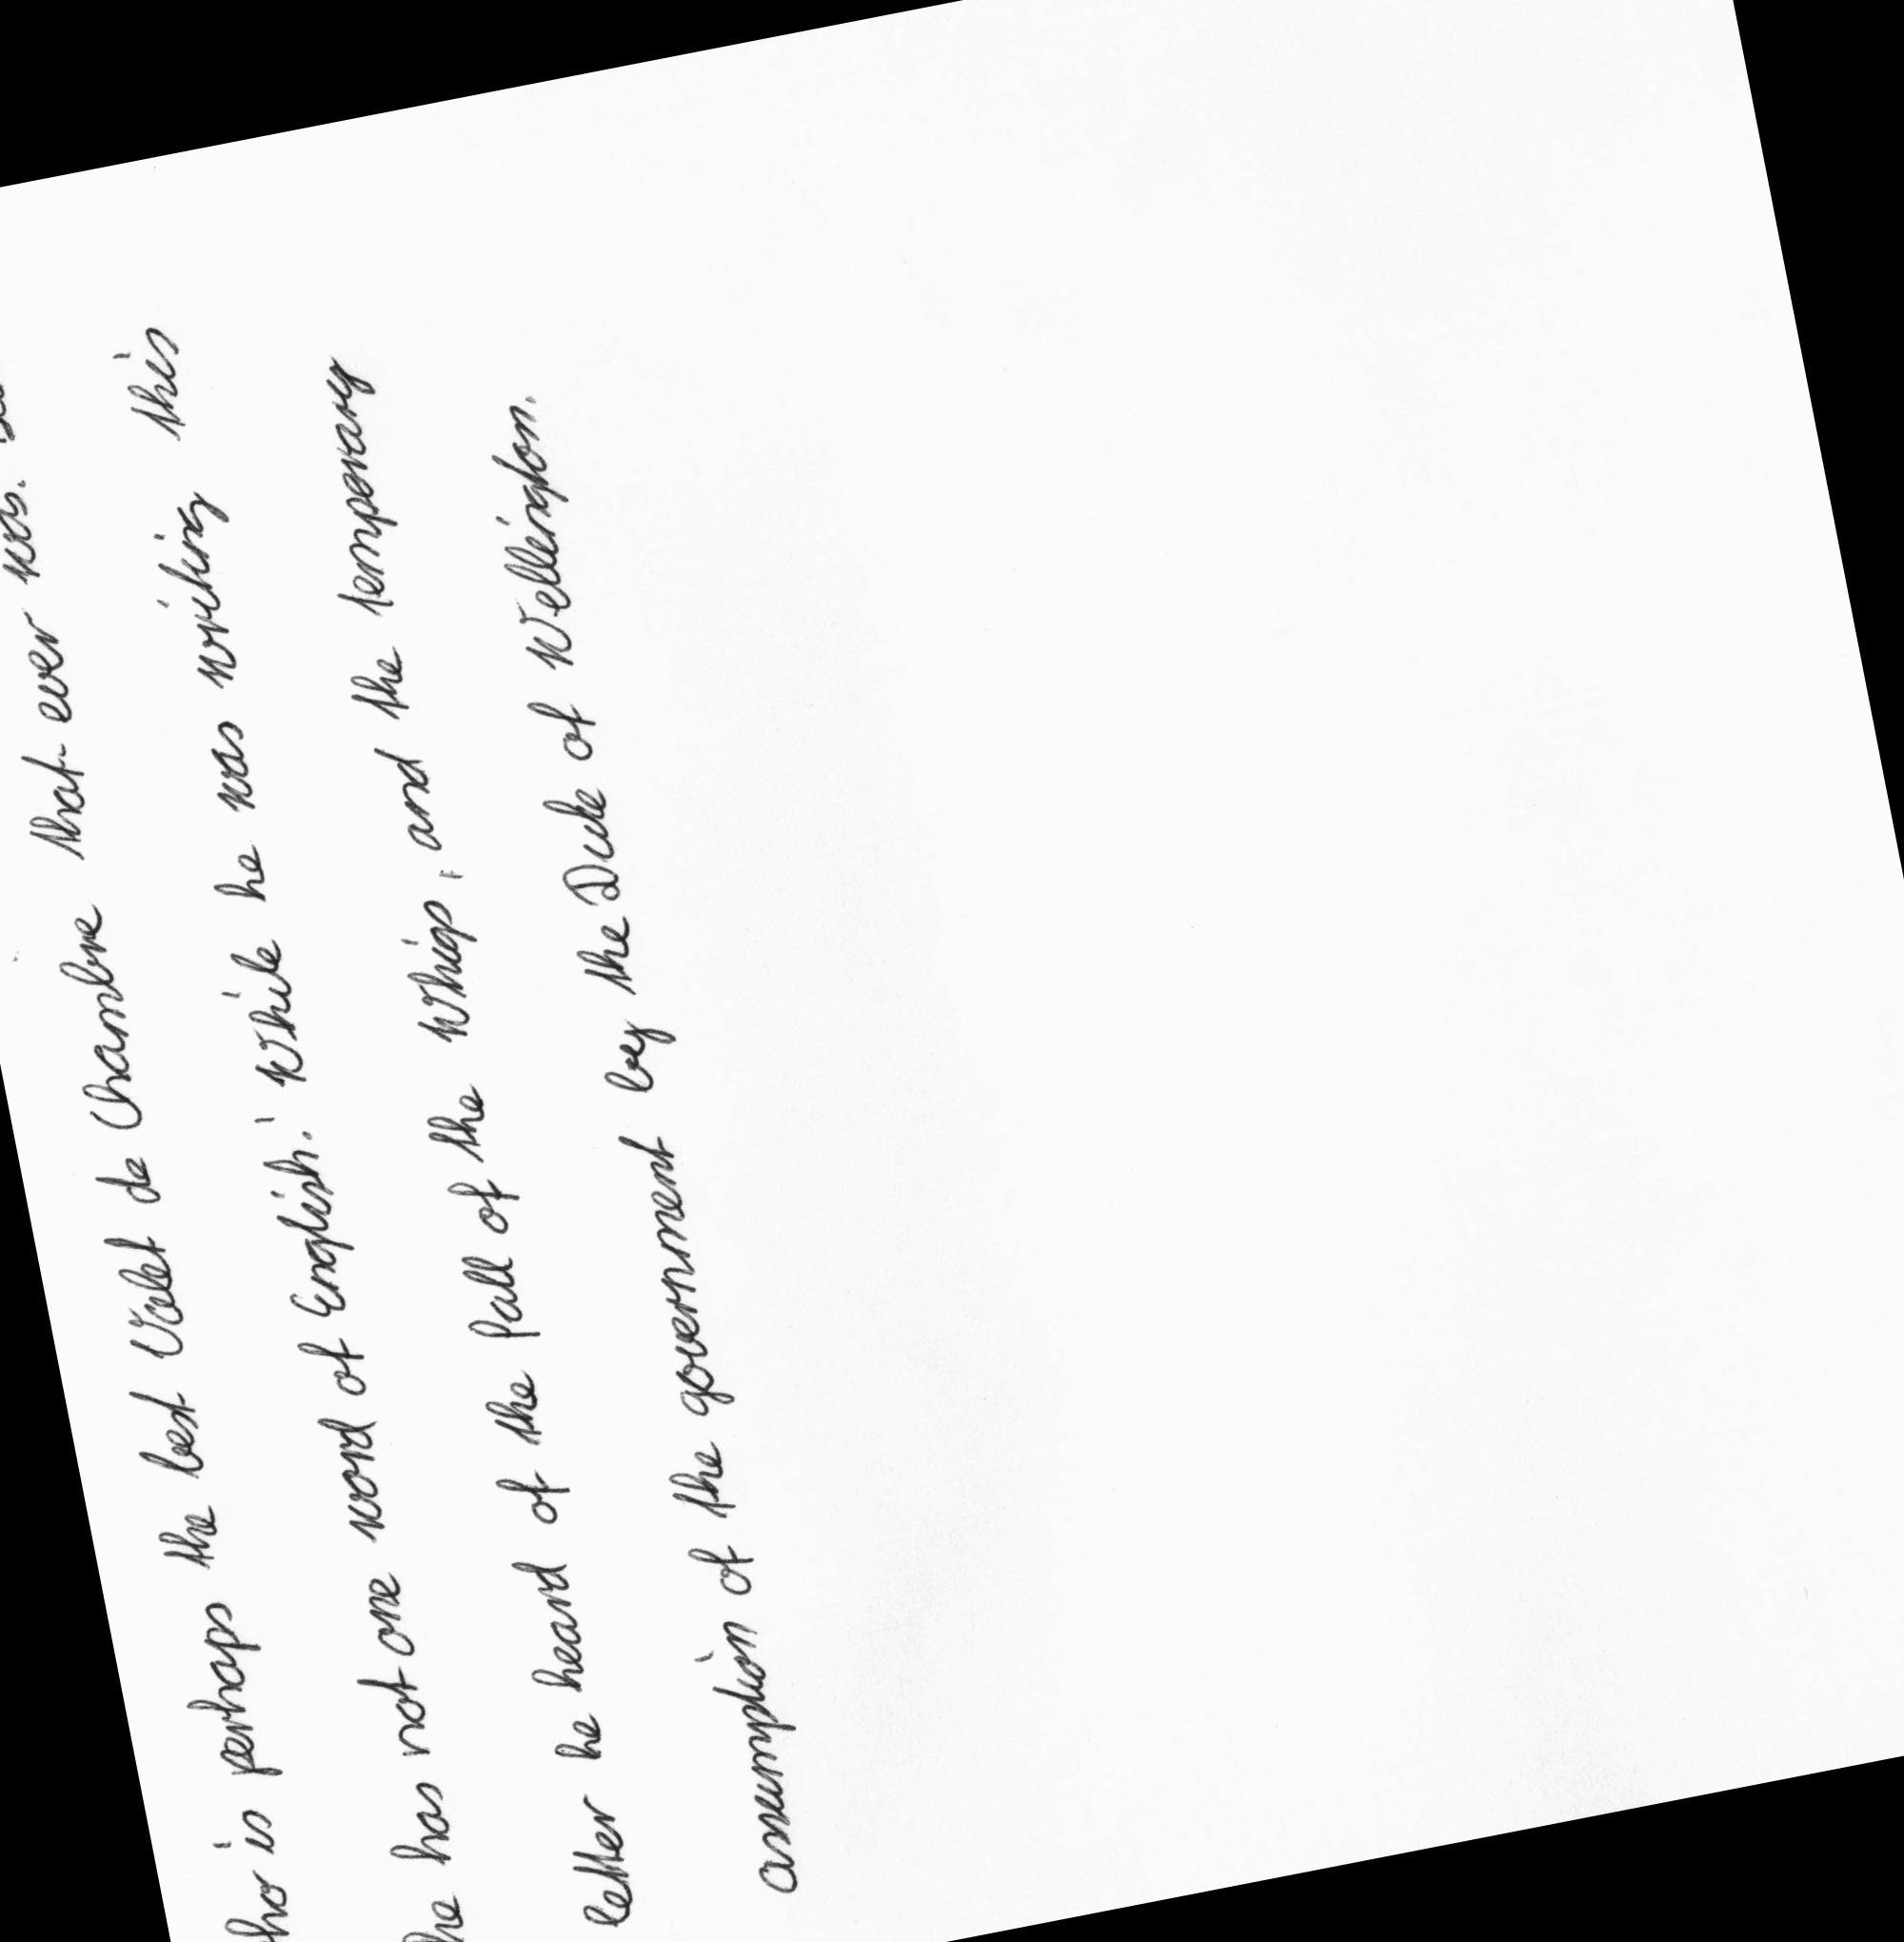 was.
who is perhaps the best Valet de Chambre that ever
he has not one word of English.' While he was writing this
letter he heard of the fall of the Whigs, and the temporary
assumption of the government by the Duke of Wellington.